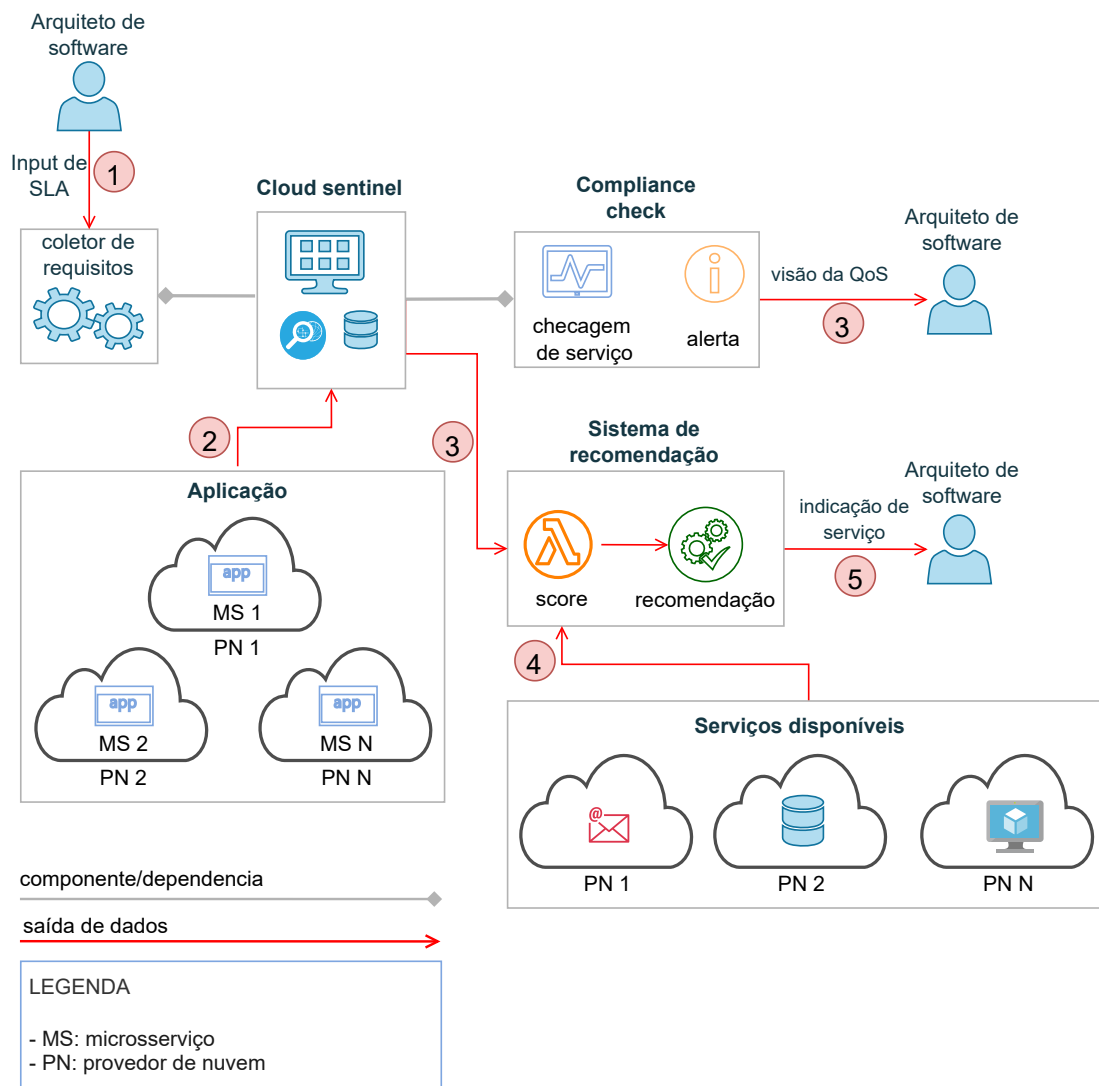 Arquiteto de
software
Input de
SLA
1
coletor de
requisitos
Cloud sentinel
Compliance
check
checagem
de serviço
alerta
visão da QoS
3
Arquiteto de
software
2
3
Aplicação
app
MS 1
PN 1
app
MS 2
PN 2
app
MS N
PN N
Sistema de
recomendação
score
recomendação
indicação de
serviço
5
Arquiteto de
software
4
Serviços disponíveis
@
PN 1
PN 2
PN N
componente/dependencia
saída de dados
LEGENDA
- MS: microsserviço
- PN: provedor de nuvem